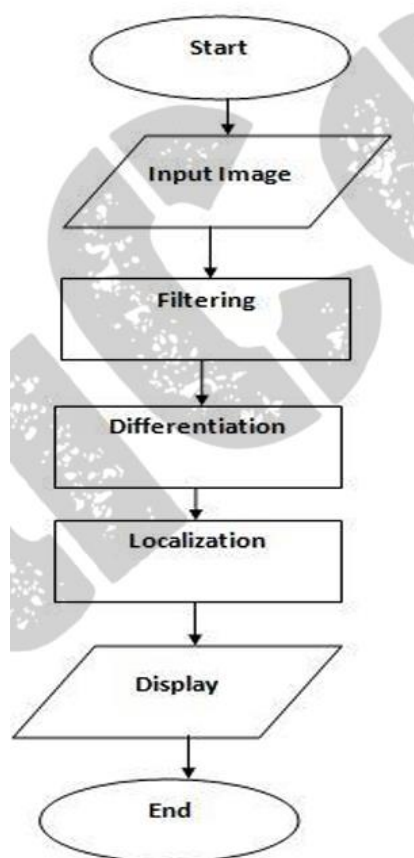 Start
Input Image
Filtering
Differentiation
Localization
Display
End